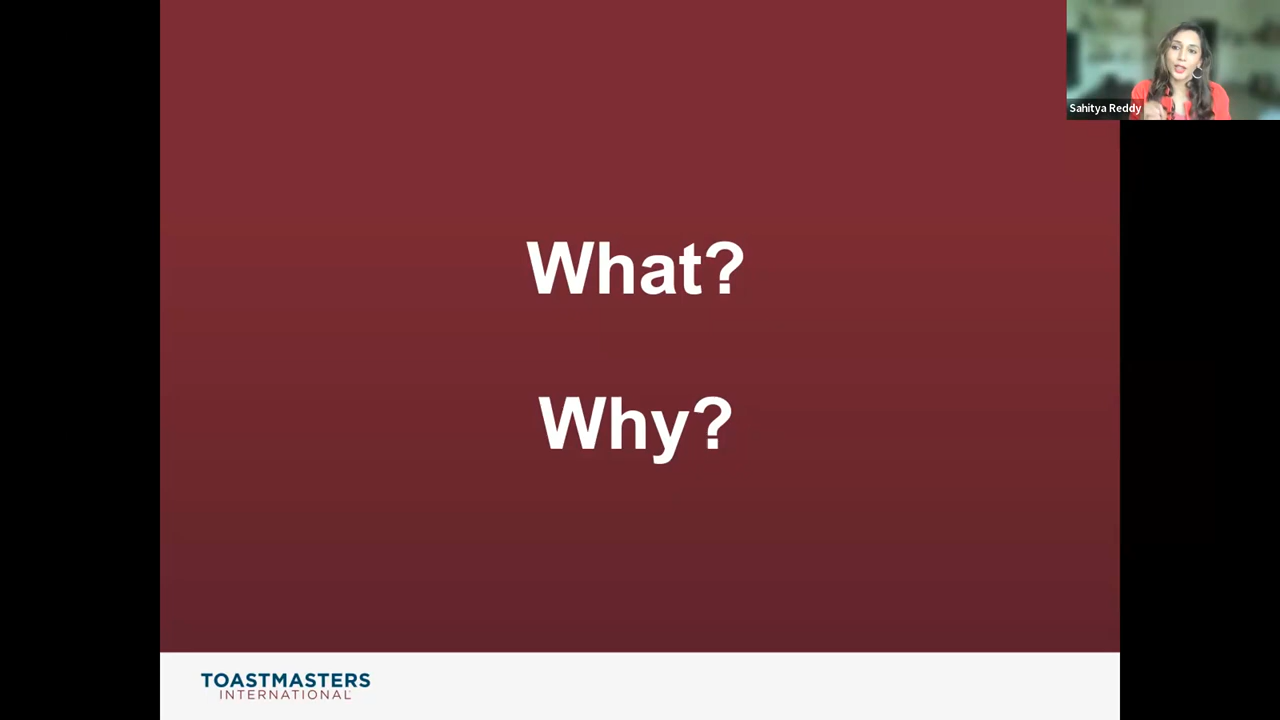 Sahitya Reddy
What?
Why?
TOASTMASTERS
INTERNATIONAL